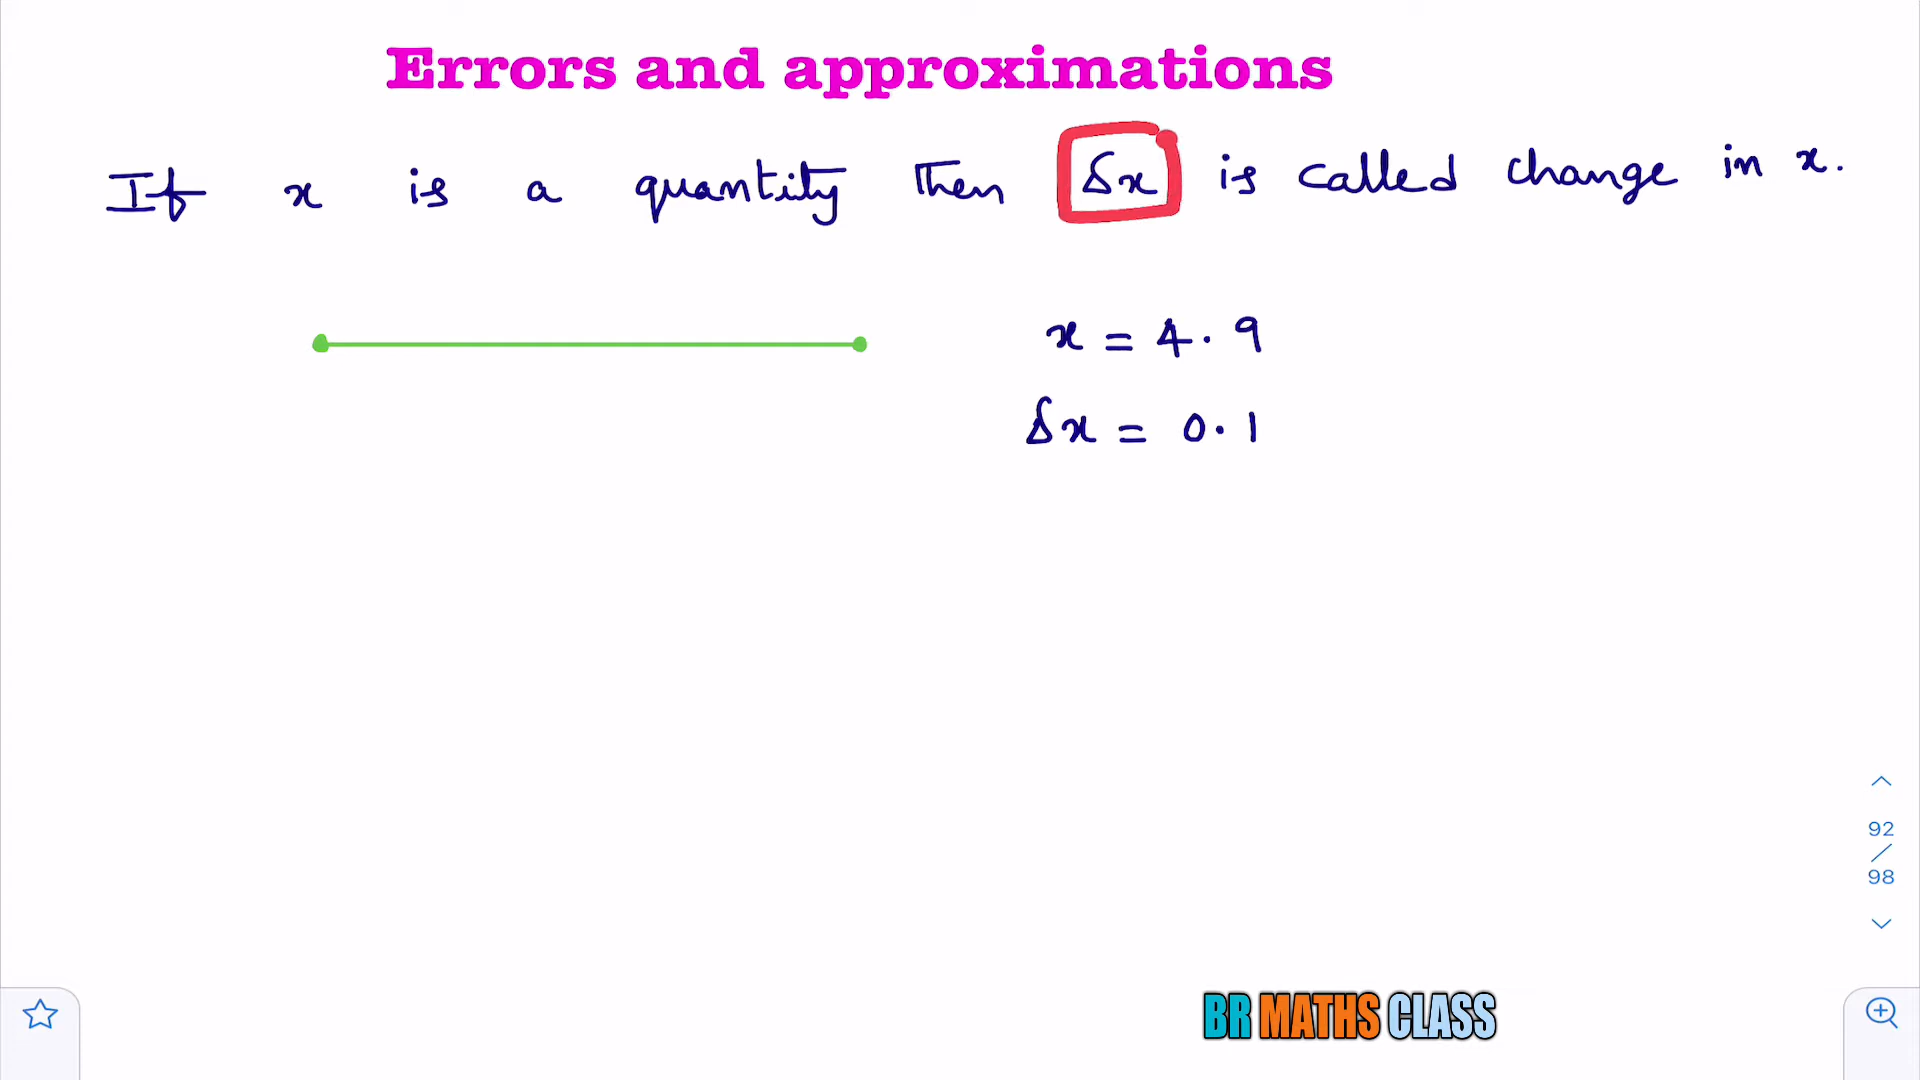 Errors and approximations
If x is a quantity then δx is called change in x.
x = 4.9
δx = 0.1
92
/
98
BR MATHS CLASS